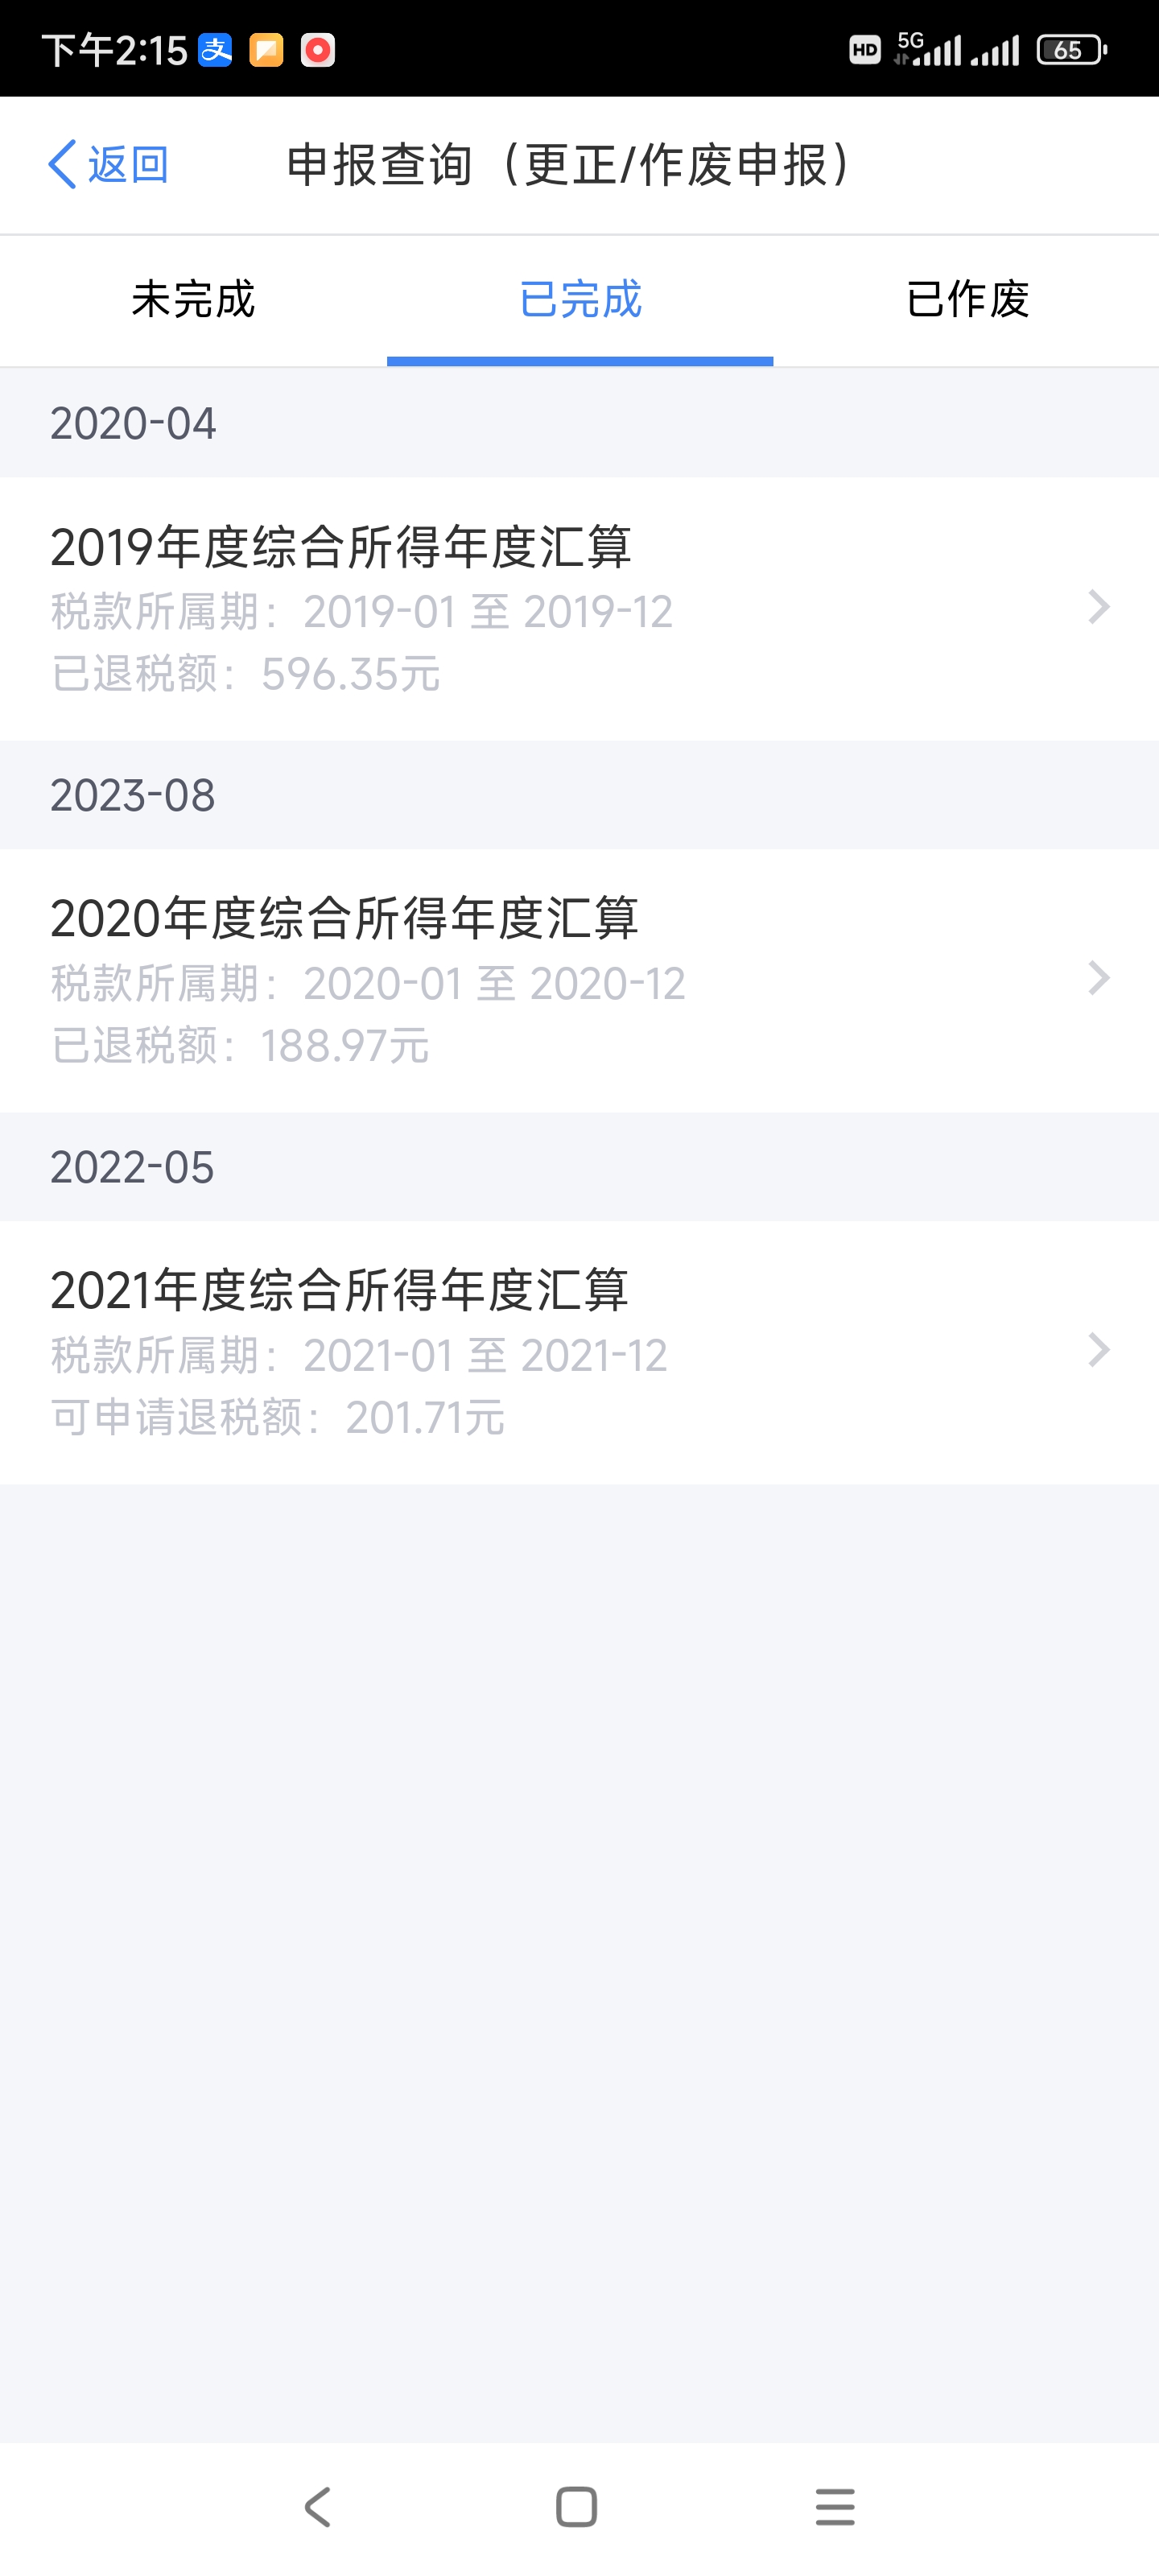 下午2:15 支 HD 5G 65
返回 申报查询（更正/作废申报）
未完成 已完成 已作废
2020-04
2019年度综合所得年度汇算
税款所属期：2019-01 至 2019-12
已退税额：596.35元
2023-08
2020年度综合所得年度汇算
税款所属期：2020-01 至 2020-12
已退税额：188.97元
2022-05
2021年度综合所得年度汇算
税款所属期：2021-01 至 2021-12
可申请退税额：201.71元